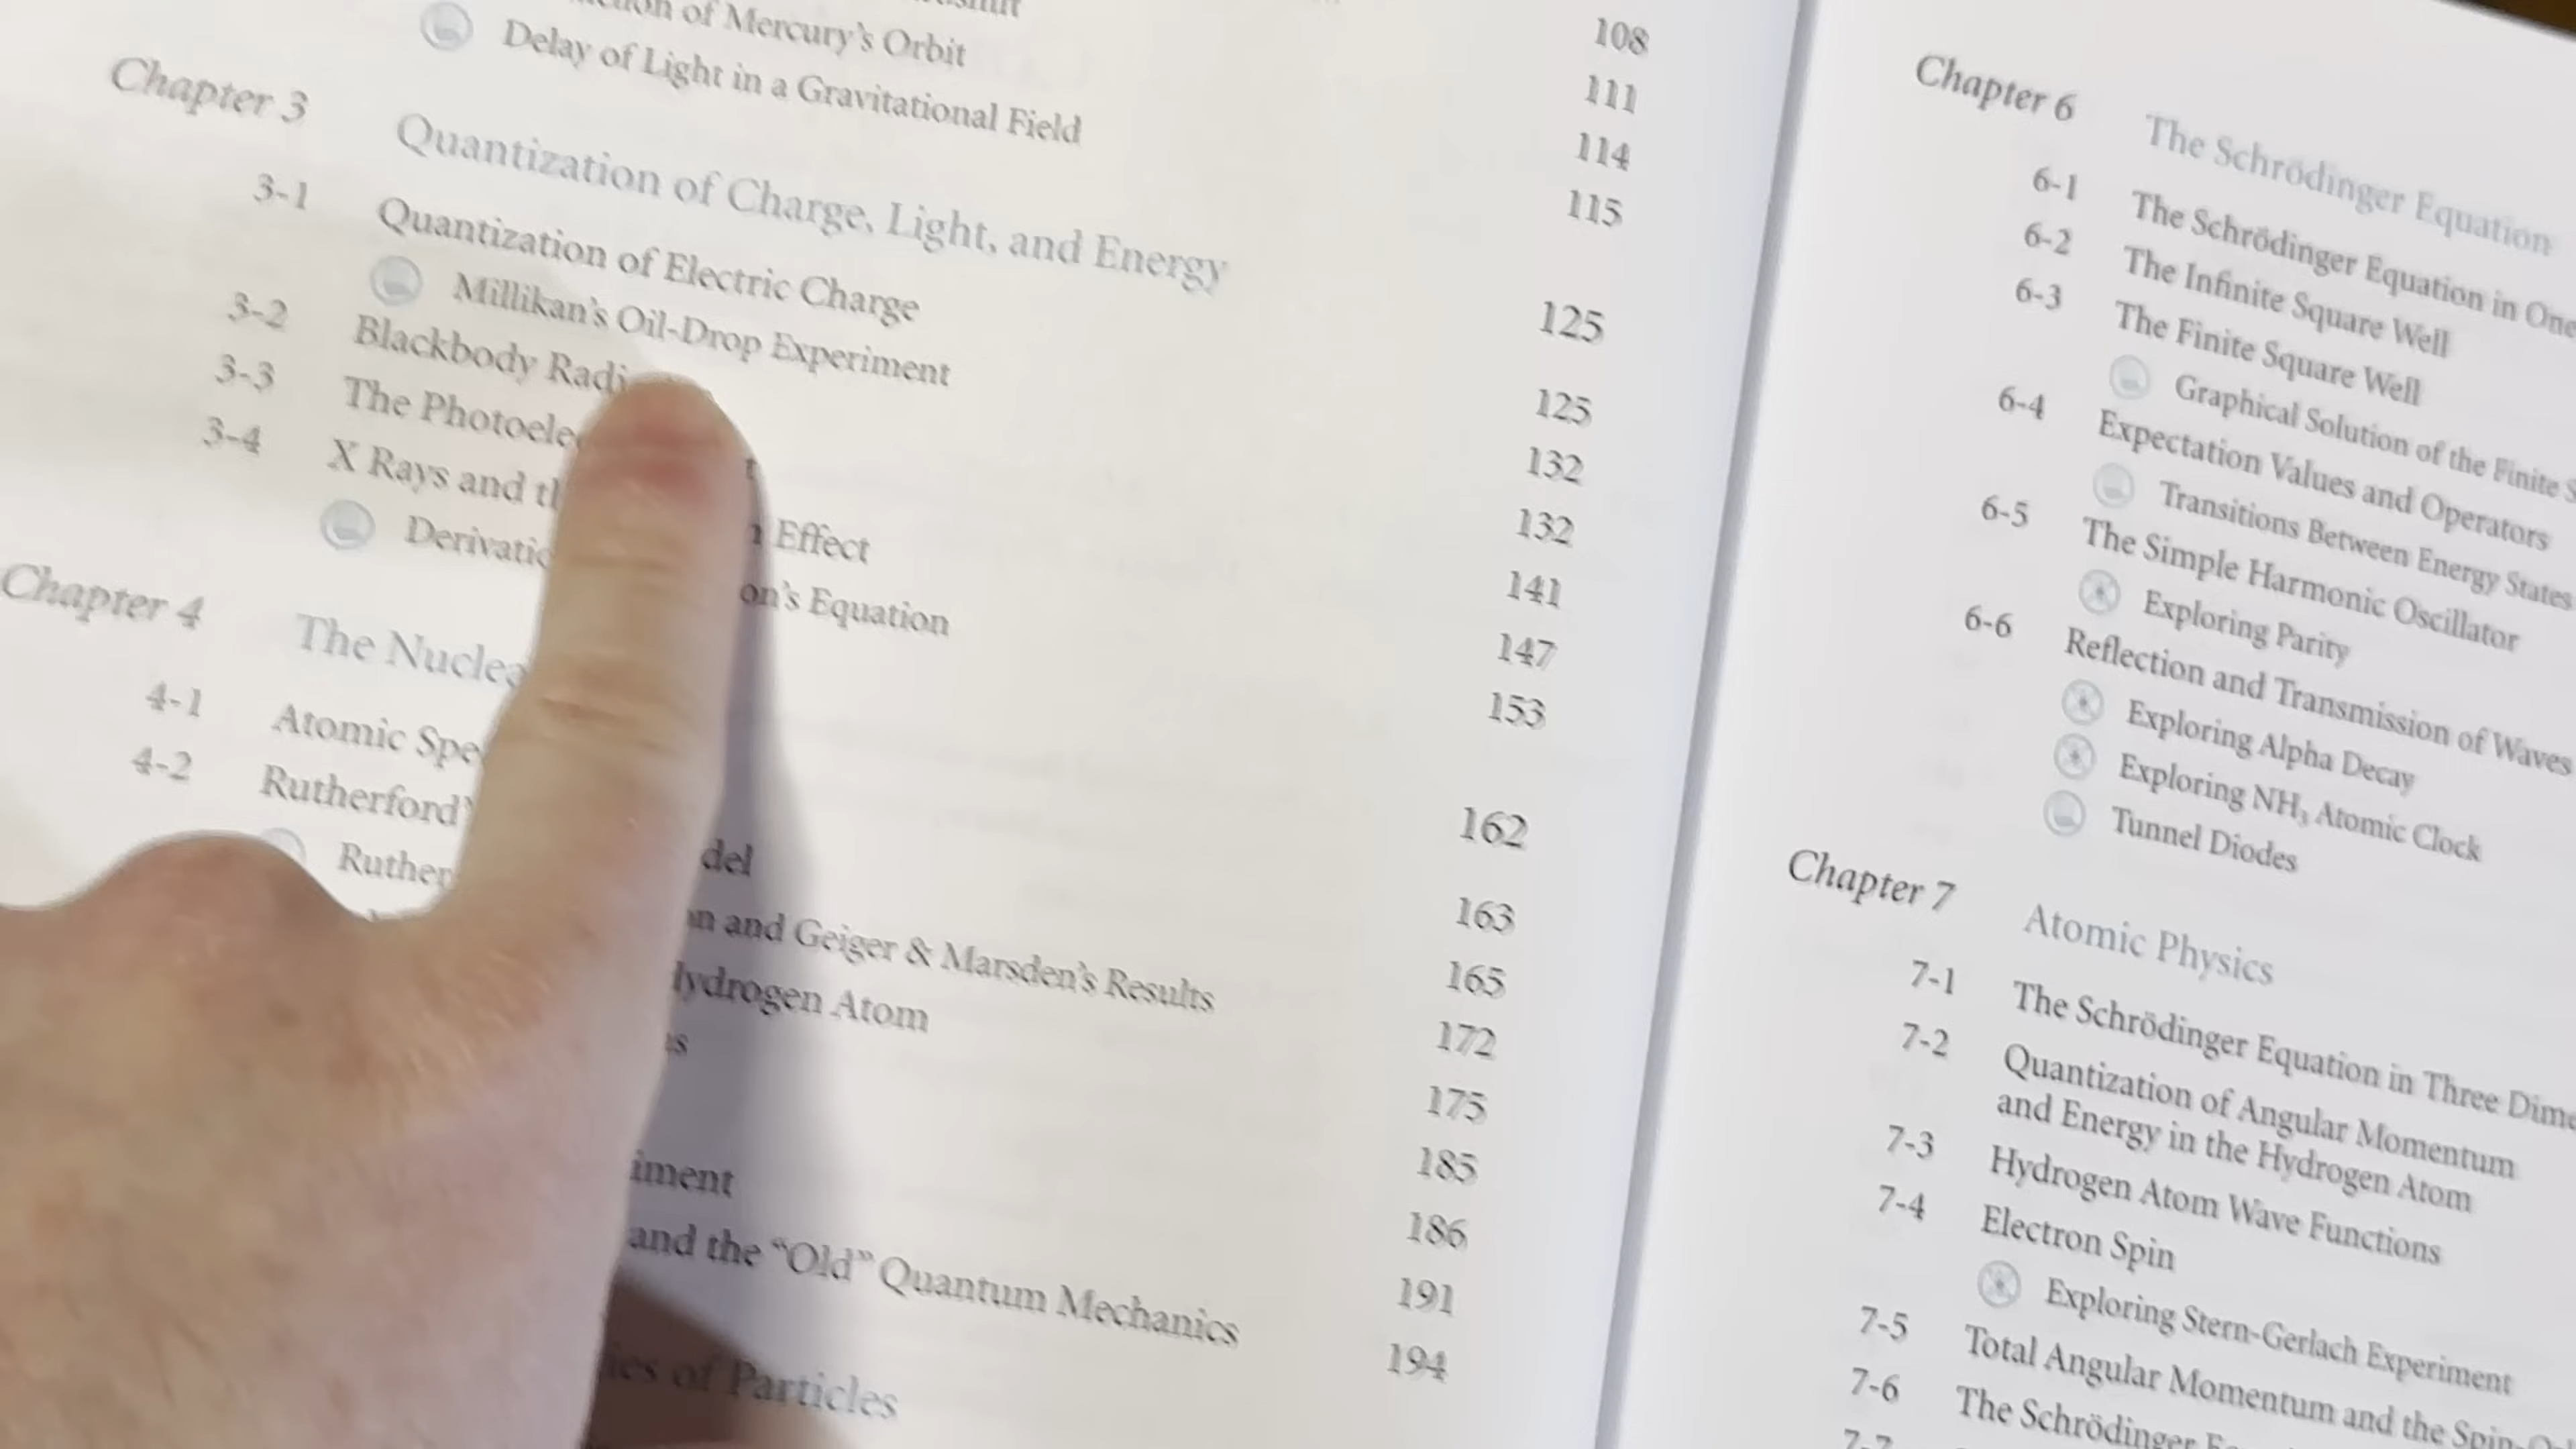 of Mercury's Orbit
Delay of Light in a Gravitational Field
108
111
114
115
Chapter 3 Quantization of Charge, Light, and Energy 125
3-1 Quantization of Electric Charge 125
Millikan's Oil-Drop Experiment 132
3-2 Blackbody Radi 132
3-3 The Photoele t 141
3-4 X Rays and th n Effect 147
Derivatio on's Equation 153
Chapter 4 The Nuclea 162
4-1 Atomic Spe 163
4-2 Rutherford' del 165
Ruther on and Geiger & Marsden's Results 172
Hydrogen Atom 175
ns 185
186
iment 191
and the "Old" Quantum Mechanics 194
ies of Particles
Chapter 6 The Schrödinger Equation
6-1 The Schrödinger Equation in One
6-2 The Infinite Square Well
6-3 The Finite Square Well
Graphical Solution of the Finite S
6-4 Expectation Values and Operators
Transitions Between Energy States
6-5 The Simple Harmonic Oscillator
Exploring Parity
6-6 Reflection and Transmission of Waves
Exploring Alpha Decay
Exploring NH₃ Atomic Clock
Tunnel Diodes
Chapter 7 Atomic Physics
7-1 The Schrödinger Equation in Three Dime
7-2 Quantization of Angular Momentum
and Energy in the Hydrogen Atom
7-3 Hydrogen Atom Wave Functions
7-4 Electron Spin
Exploring Stern-Gerlach Experiment
7-5 Total Angular Momentum and the Spin-O
7-6 The Schrödinger
7-7